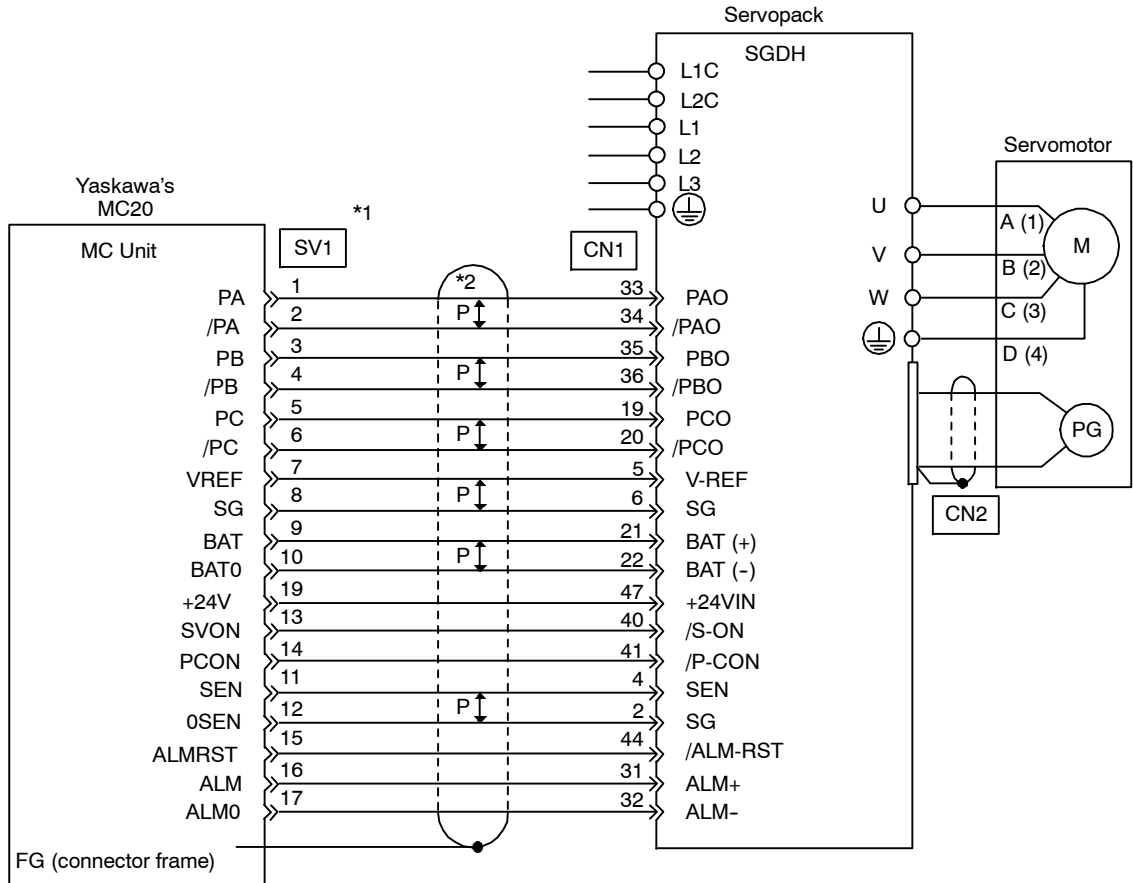 Servopack
SGDH
L1C
L2C
L1
L2
L3
Servomotor
Yaskawa's
MC20
*1
MC Unit
SV1
CN1
U
A (1)
M
V
B (2)
W
C (3)
D (4)
*2
PA 1 33 PAO
P
/PA 2 34 /PAO
PB 3 35 PBO
P
/PB 4 36 /PBO
PC 5 19 PCO
P
/PC 6 20 /PCO
PG
VREF 7 5 V-REF
P
SG 8 6 SG
CN2
BAT 9 21 BAT (+)
P
BAT0 10 22 BAT (-)
+24V 19 47 +24VIN
SVON 13 40 /S-ON
PCON 14 41 /P-CON
SEN 11 4 SEN
P
0SEN 12 2 SG
ALMRST 15 44 /ALM-RST
ALM 16 31 ALM+
ALM0 17 32 ALM-
FG (connector frame)